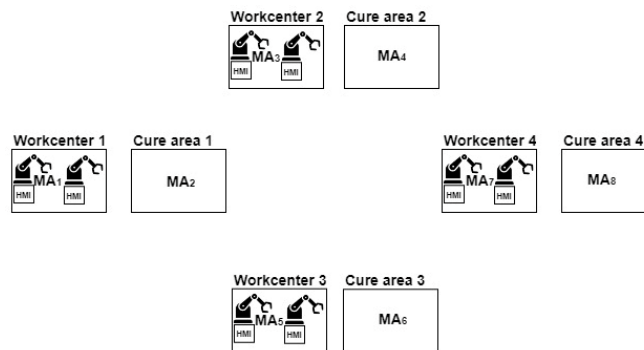 Workcenter 2 Cure area 2
MA3
HMI HMI
MA4
Workcenter 1 Cure area 1
MA1
HMI HMI
MA2
Workcenter 4 Cure area 4
MA7
HMI HMI
MA8
Workcenter 3 Cure area 3
MA5
HMI HMI
MA6